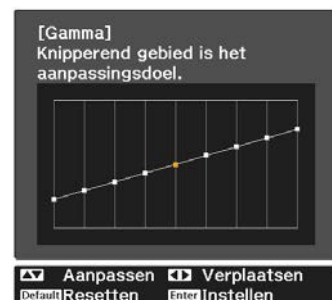 [Gamma]
Knipperend gebied is het
aanpassingsdoel.
Aanpassen Verplaatsen
Default Resetten Enter Instellen